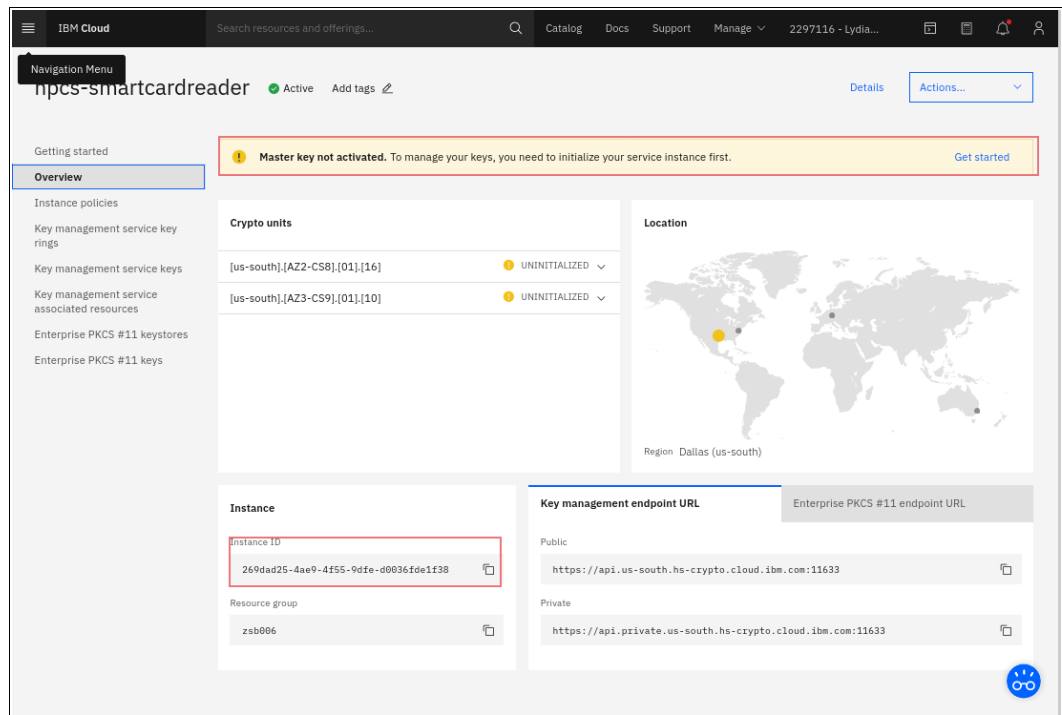 IBM Cloud
Search resources and offerings...
Catalog
Docs
Support
Manage
2297116 - Lydia...
Navigation Menu
hpcs-smartcardreader
Active
Add tags
Details
Actions...
Getting started
Overview
Instance policies
Key management service key
rings
Key management service keys
Key management service
associated resources
Enterprise PKCS #11 keystores
Enterprise PKCS #11 keys
Master key not activated. To manage your keys, you need to initialize your service instance first.
Get started
Crypto units
[us-south].[AZ2-CS8].[01].[16]
UNINITIALIZED
[us-south].[AZ3-CS9].[01].[10]
UNINITIALIZED
Location
Region Dallas (us-south)
Instance
Instance ID
269dad25-4ae9-4f55-9dfe-d0036fde1f38
Resource group
zsb006
Key management endpoint URL
Enterprise PKCS #11 endpoint URL
Public
https://api.us-south.hs-crypto.cloud.ibm.com:11633
Private
https://api.private.us-south.hs-crypto.cloud.ibm.com:11633